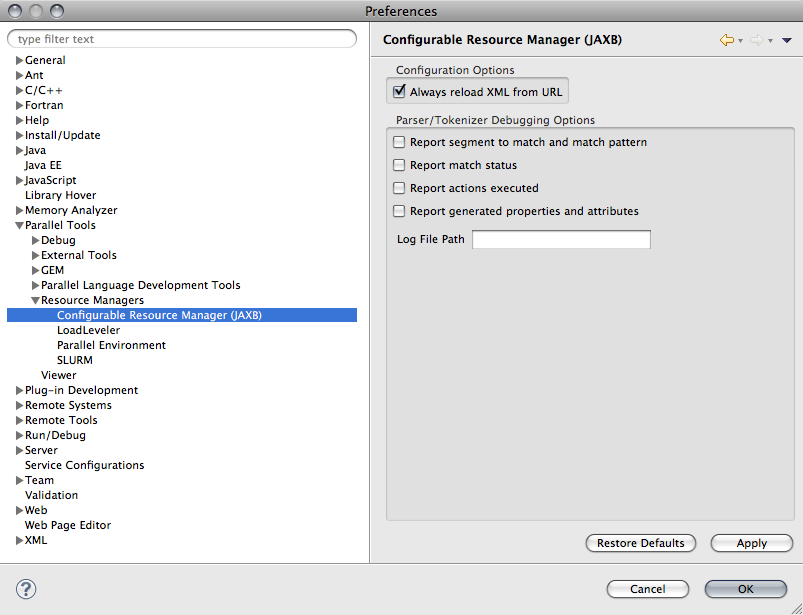 Preferences
type filter text
General
Ant
C/C++
Fortran
Help
Install/Update
Java
Java EE
JavaScript
Library Hover
Memory Analyzer
Parallel Tools
Debug
External Tools
GEM
Parallel Language Development Tools
Resource Managers
Configurable Resource Manager (JAXB)
LoadLeveler
Parallel Environment
SLURM
Viewer
Plug-in Development
Remote Systems
Remote Tools
Run/Debug
Server
Service Configurations
Team
Validation
Web
Web Page Editor
XML
Configurable Resource Manager (JAXB)
Configuration Options
Always reload XML from URL
Parser/Tokenizer Debugging Options
Report segment to match and match pattern
Report match status
Report actions executed
Report generated properties and attributes
Log File Path
Restore Defaults
Apply
?
Cancel
OK